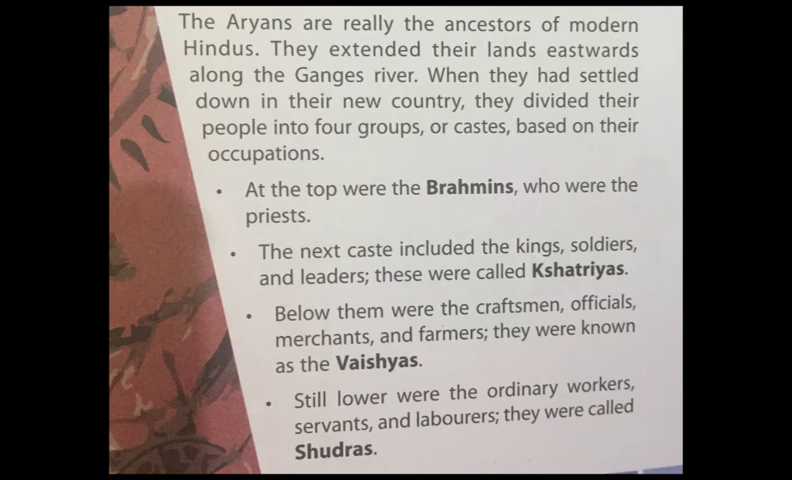 The Aryans are really the ancestors of modern
Hindus. They extended their lands eastwards
along the Ganges river. When they had settled
down in their new country, they divided their
people into four groups, or castes, based on their
occupations.
• At the top were the Brahmins, who were the
priests.
• The next caste included the kings, soldiers,
and leaders; these were called Kshatriyas.
• Below them were the craftsmen, officials,
merchants, and farmers; they were known
as the Vaishyas.
• Still lower were the ordinary workers,
servants, and labourers; they were called
Shudras.